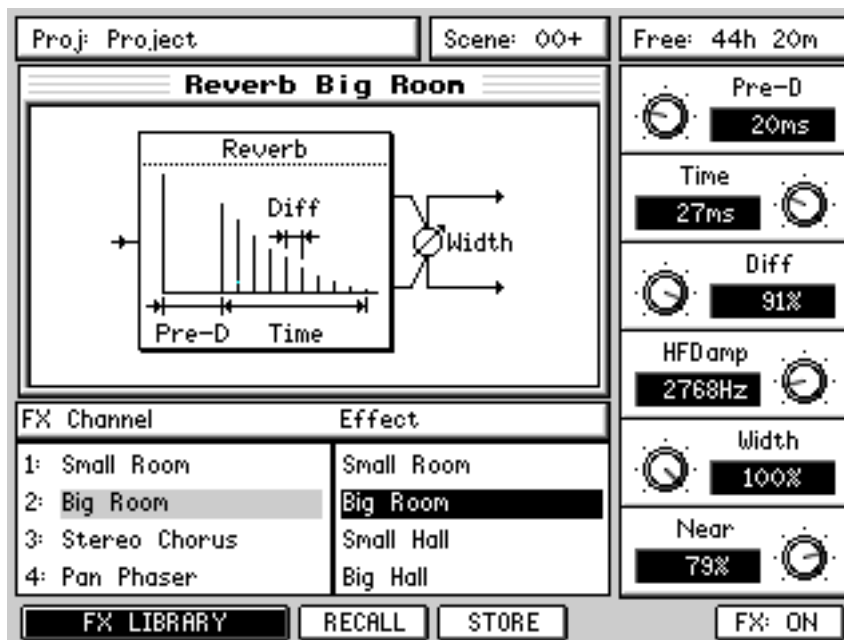 Proj: Project
Scene: 00+
Free: 44h 20m
Reverb Big Roon
Reverb
Diff
Width
Pre-D Time
Pre-D
20ms
Time
27ms
Diff
91%
HFDamp
2768Hz
Width
100%
Near
79%
FX Channel Effect
1: Small Room Small Room
2: Big Room Big Room
3: Stereo Chorus Small Hall
4: Pan Phaser Big Hall
FX LIBRARY RECALL STORE FX: ON